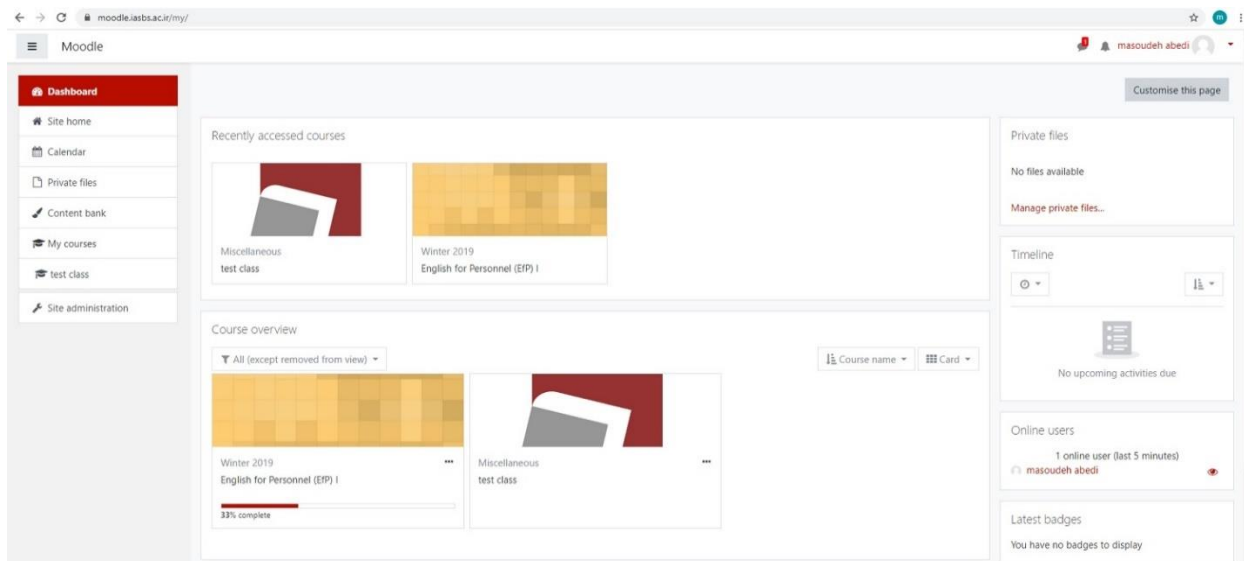 moodle.iasbs.ac.ir/my/
m
Moodle
1
masoudeh abedi
Dashboard
Site home
Calendar
Private files
Content bank
My courses
test class
Site administration
Customise this page
Recently accessed courses
Miscellaneous
test class
Winter 2019
English for Personnel (EfP) I
Course overview
All (except removed from view)
Course name
Card
Winter 2019
English for Personnel (EfP) I
33% complete
Miscellaneous
test class
Private files
No files available
Manage private files...
Timeline
No upcoming activities due
Online users
1 online user (last 5 minutes)
masoudeh abedi
Latest badges
You have no badges to display